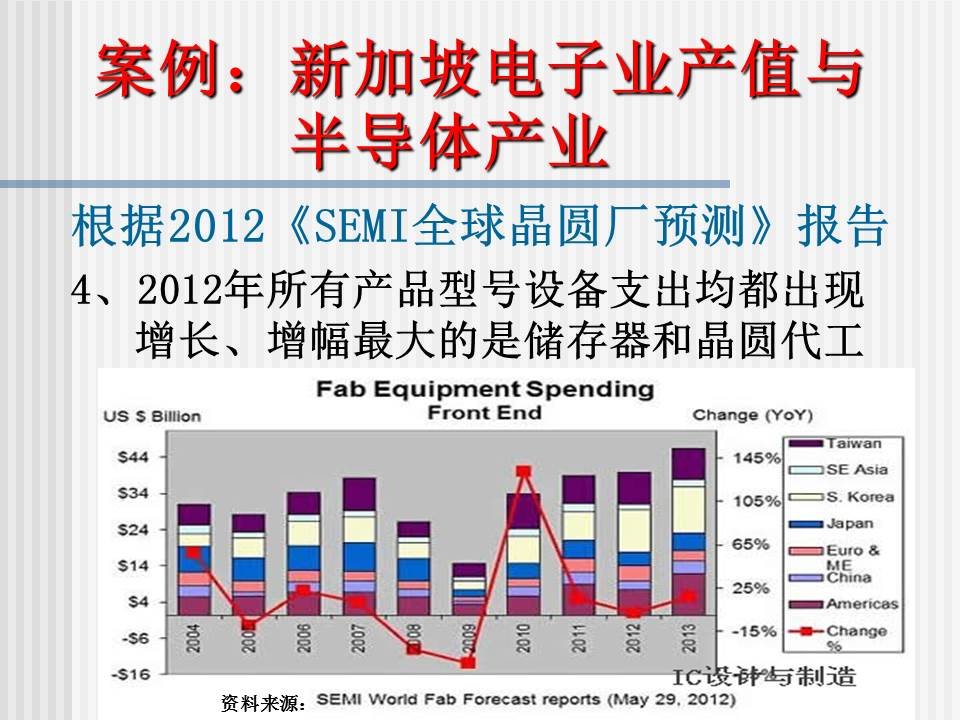 案例：新加坡电子业产值与
半导体产业
根据2012《SEMI全球晶圆厂预测》报告
4、2012年所有产品型号设备支出均都出现
增长、增幅最大的是储存器和晶圆代工
Fab Equipment Spending
US $ Billion
Front End
Change (YoY)
$44
$34
$24
$14
$4
-$6
-$16
145%
105%
65%
25%
-15%
Taiwan
SE Asia
S. Korea
Japan
Euro &
ME
China
Americas
Change
%
2004
2005
2006
2007
2008
2009
2010
2011
2012
2013
IC设计与制造
资料来源：
SEMI World Fab Forecast reports (May 29, 2012)